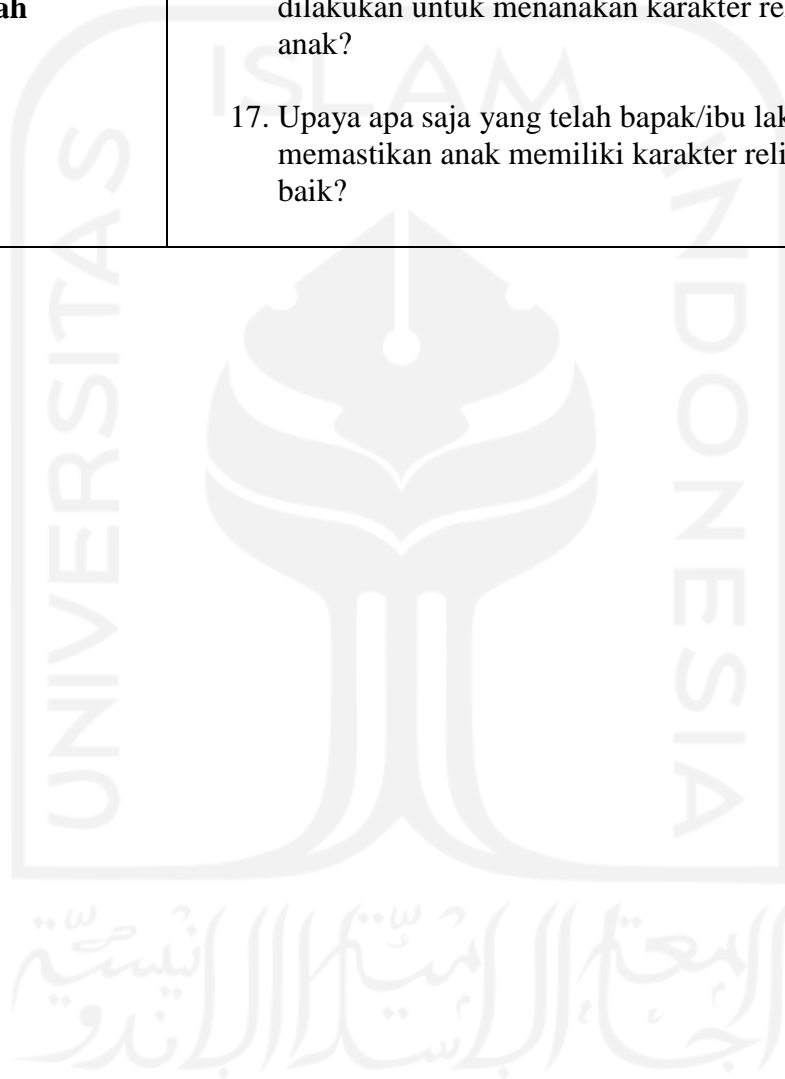 ah
dilakukan untuk menanakan karakter re
anak?
17. Upaya apa saja yang telah bapak/ibu lak
memastikan anak memiliki karakter reli
baik?
ISLAM
UNIVERSITAS
INDONESIA